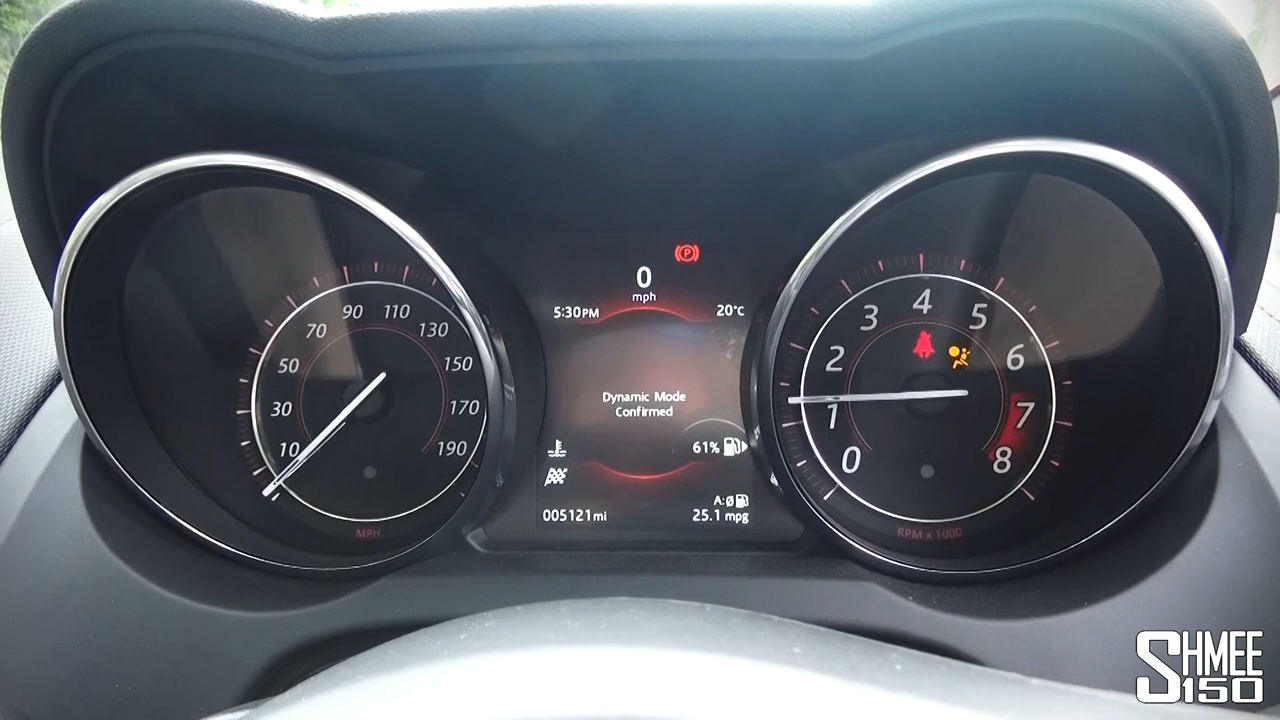 0
mph
5:30PM
20°C
Dynamic Mode
Confirmed
61%
A:Ø
005121mi
25.1 mpg
10
30
50
70
90
110
130
150
170
190
MPH
0
1
2
3
4
5
6
7
8
RPM x 1000
P
SHMEE
150